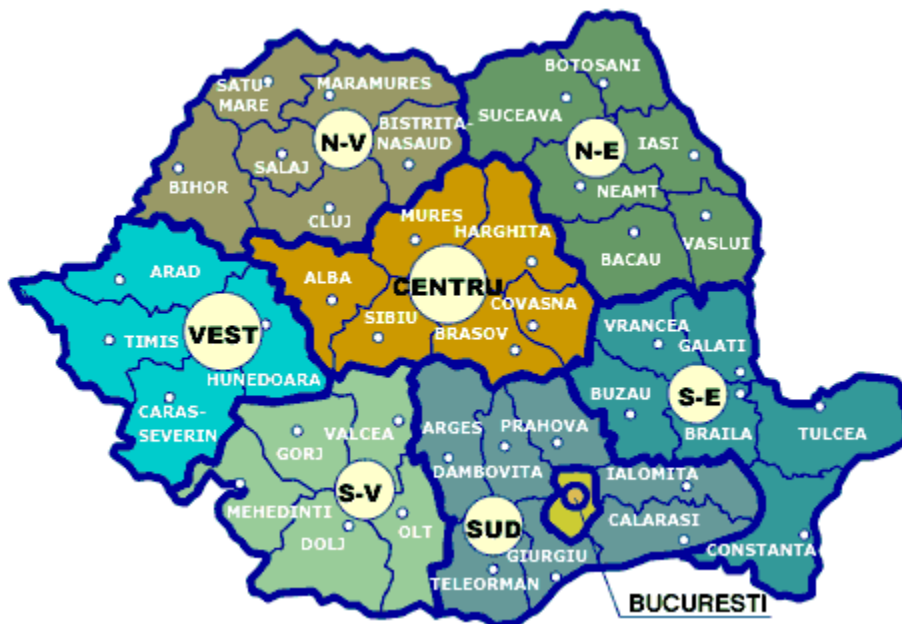 BOTOSANI
SATU
MARE
MARAMURES
SUCEAVA
BISTRITA-
NASAUD
N-V
N-E
IASI
SALAJ
BIHOR
NEAMT
CLUJ
MURES
HARGHITA
VASLUI
BACAU
ARAD
ALBA
CENTRU
COVASNA
SIBIU
BRASOV
VRANCEA
GALATI
TIMIS
VEST
HUNEDOARA
BUZAU
S-E
CARAS-
SEVERIN
GORJ
VALCEA
ARGES
PRAHOVA
BRAILA
TULCEA
DAMBOVITA
IALOMITA
S-V
MEHEDINTI
DOLJ
OLT
SUD
CALARASI
GIURGIU
CONSTANTA
TELEORMAN
BUCURESTI